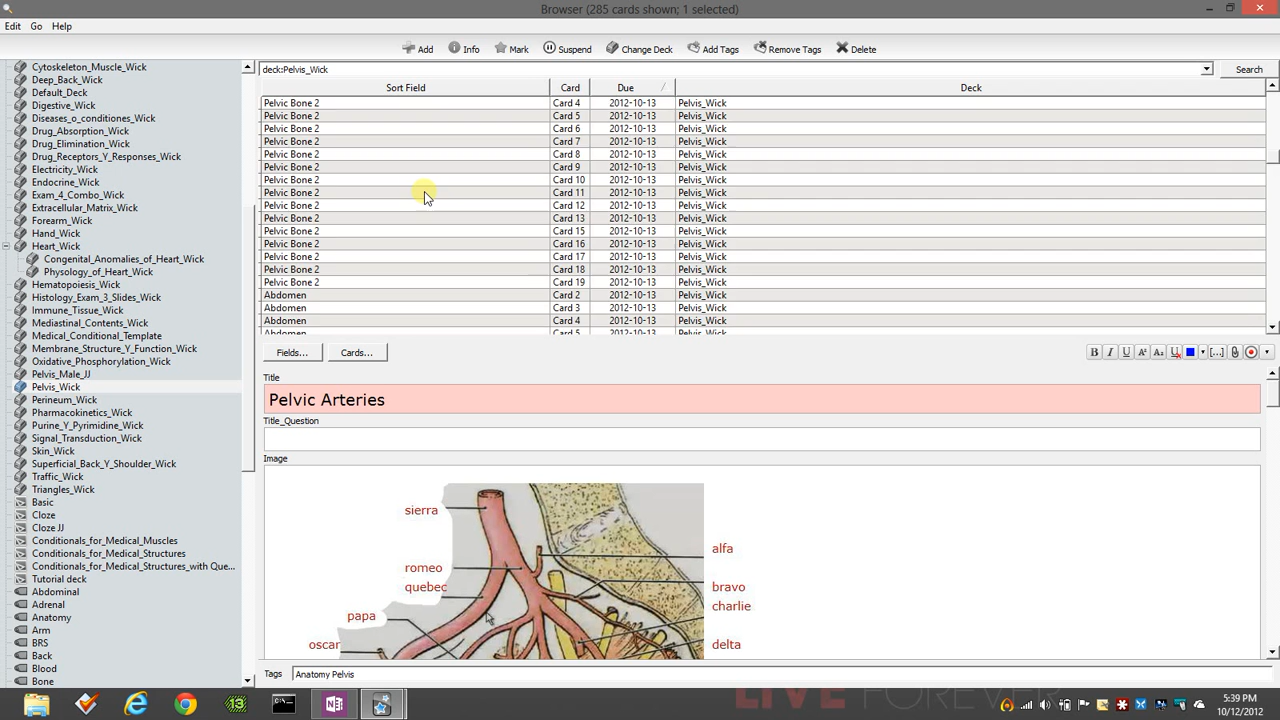 Browser (285 cards shown; 1 selected)
Edit Go Help
Add Info Mark Suspend Change Deck Add Tags Remove Tags Delete
Cytoskeleton_Muscle_Wick
Deep_Back_Wick
Default_Deck
Digestive_Wick
Diseases_o_conditiones_Wick
Drug_Absorption_Wick
Drug_Elimination_Wick
Drug_Receptors_Y_Responses_Wick
Electricity_Wick
Endocrine_Wick
Exam_4_Combo_Wick
Extracellular_Matrix_Wick
Forearm_Wick
Hand_Wick
Heart_Wick
Congenital_Anomalies_of_Heart_Wick
Physology_of_Heart_Wick
Hematopoiesis_Wick
Histology_Exam_3_Slides_Wick
Immune_Tissue_Wick
Mediastinal_Contents_Wick
Medical_Conditional_Template
Membrane_Structure_Y_Function_Wick
Oxidative_Phosphorylation_Wick
Pelvis_Male_JJ
Pelvis_Wick
Perineum_Wick
Pharmacokinetics_Wick
Purine_Y_Pyrimidine_Wick
Signal_Transduction_Wick
Skin_Wick
Superficial_Back_Y_Shoulder_Wick
Traffic_Wick
Triangles_Wick
Basic
Cloze
Cloze JJ
Conditionals_for_Medical_Muscles
Conditionals_for_Medical_Structures
Conditionals_for_Medical_Structures_with Que...
Tutorial deck
Abdominal
Adrenal
Anatomy
Arm
BRS
Back
Blood
Bone
deck:Pelvis_Wick Search
Sort Field Card Due Deck
Pelvic Bone 2 Card 4 2012-10-13 Pelvis_Wick
Pelvic Bone 2 Card 5 2012-10-13 Pelvis_Wick
Pelvic Bone 2 Card 6 2012-10-13 Pelvis_Wick
Pelvic Bone 2 Card 7 2012-10-13 Pelvis_Wick
Pelvic Bone 2 Card 8 2012-10-13 Pelvis_Wick
Pelvic Bone 2 Card 9 2012-10-13 Pelvis_Wick
Pelvic Bone 2 Card 10 2012-10-13 Pelvis_Wick
Pelvic Bone 2 Card 11 2012-10-13 Pelvis_Wick
Pelvic Bone 2 Card 12 2012-10-13 Pelvis_Wick
Pelvic Bone 2 Card 13 2012-10-13 Pelvis_Wick
Pelvic Bone 2 Card 15 2012-10-13 Pelvis_Wick
Pelvic Bone 2 Card 16 2012-10-13 Pelvis_Wick
Pelvic Bone 2 Card 17 2012-10-13 Pelvis_Wick
Pelvic Bone 2 Card 18 2012-10-13 Pelvis_Wick
Pelvic Bone 2 Card 19 2012-10-13 Pelvis_Wick
Abdomen Card 2 2012-10-13 Pelvis_Wick
Abdomen Card 3 2012-10-13 Pelvis_Wick
Abdomen Card 4 2012-10-13 Pelvis_Wick
Abdomen Card 5 2012-10-13 Pelvis_Wick
Fields... Cards...
Title
Pelvic Arteries
Title_Question
Image
sierra
alfa
romeo
quebec
bravo
charlie
papa
oscar
delta
Tags Anatomy Pelvis
LIVE FOREVER
5:39 PM
10/12/2012